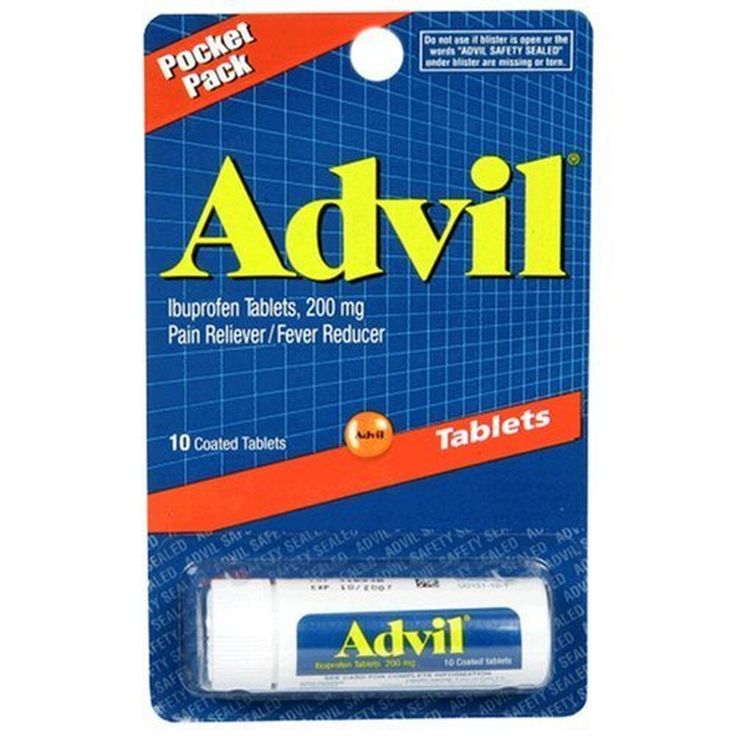 Pocket
Pack
Do not use if blister is open or the
words "ADVIL SAFETY SEALED"
under blister are missing or torn.
Advil®
Ibuprofen Tablets, 200 mg
Pain Reliever/Fever Reducer
10 Coated Tablets
Advil
Tablets
ADVIL SAFETY SEALED
EXP 10/2007
Advil®
Ibuprofen Tablets 200 mg
10 Coated tablets
SEE CARD FOR COMPLETE INFORMATION